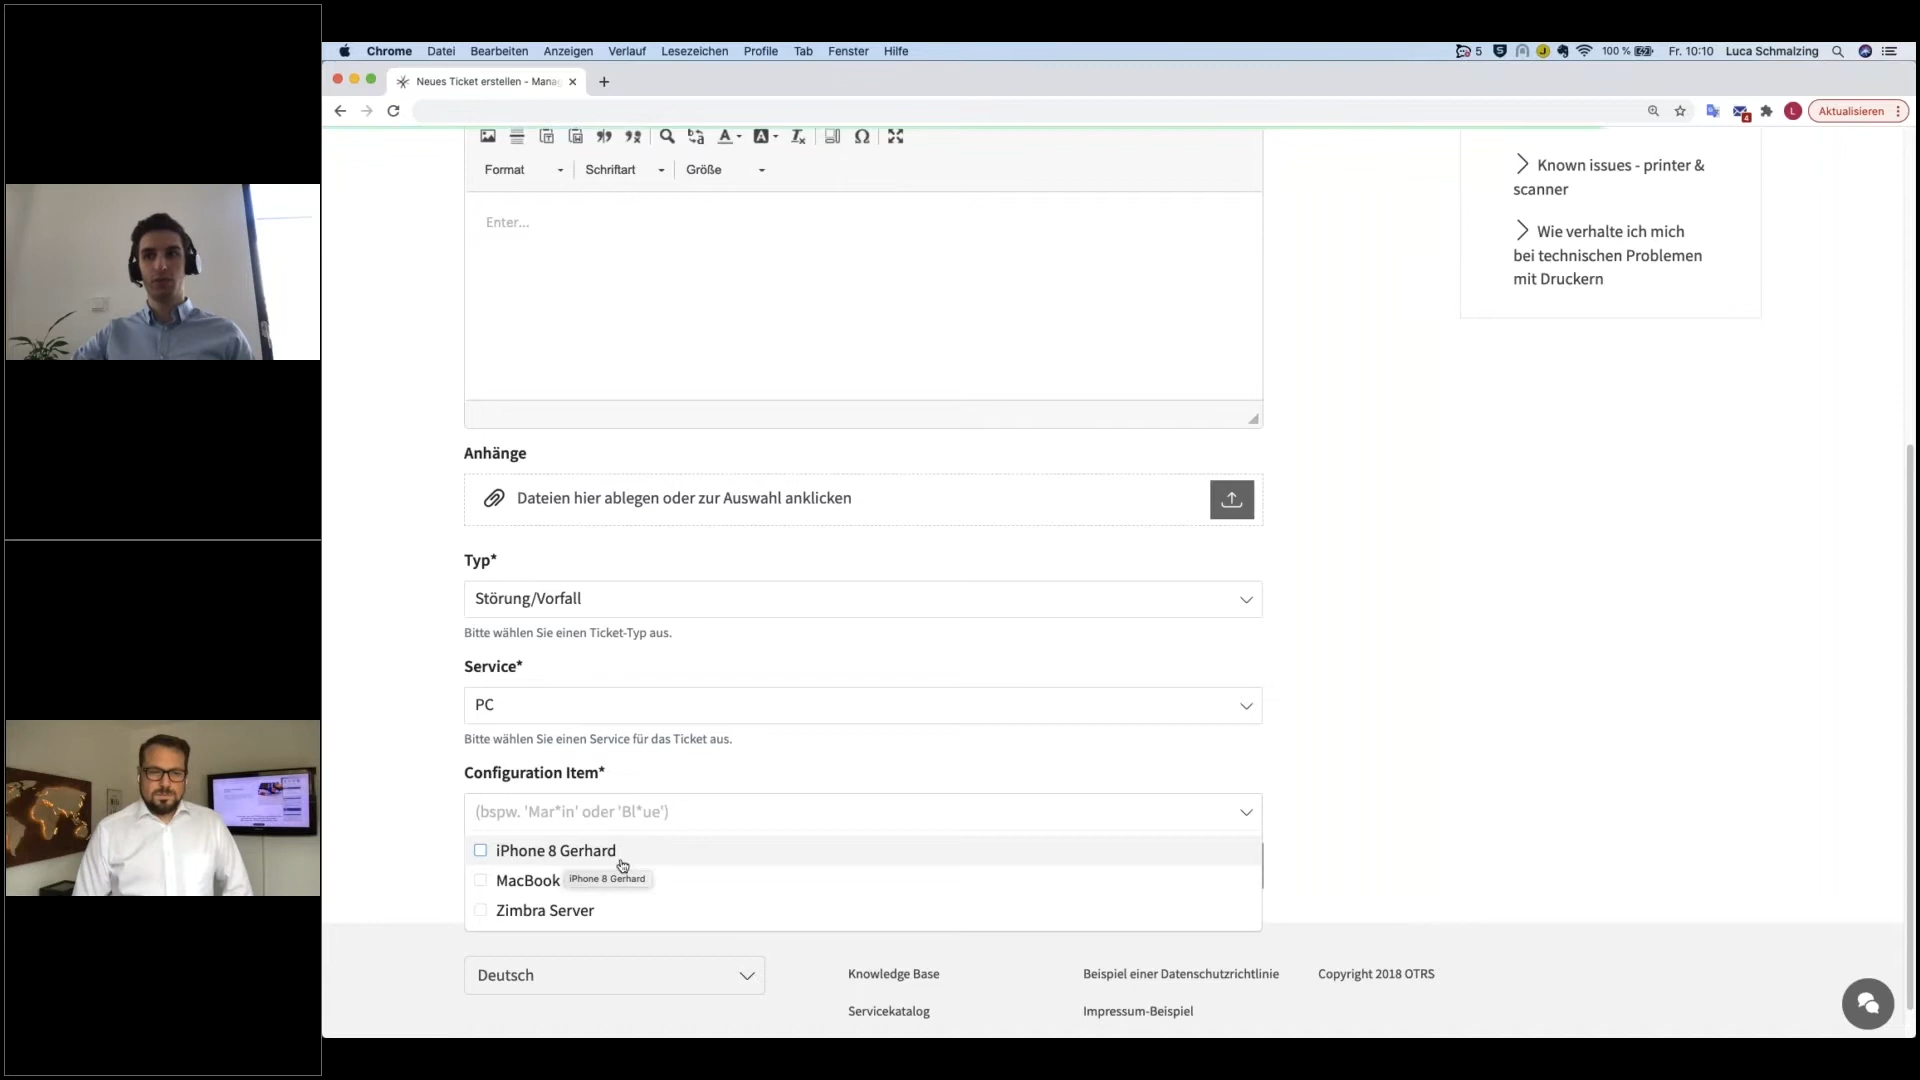 Chrome Datei Bearbeiten Anzeigen Verlauf Lesezeichen Profile Tab Fenster Hilfe 5 100 % Fr. 10:10 Luca Schmalzing
Neues Ticket erstellen - Mana
L Aktualisieren
4
Format Schriftart Größe
Enter...
Known issues - printer &
scanner
Wie verhalte ich mich
bei technischen Problemen
mit Druckern
Anhänge
Dateien hier ablegen oder zur Auswahl anklicken
Typ*
Störung/Vorfall
Bitte wählen Sie einen Ticket-Typ aus.
Service*
PC
Bitte wählen Sie einen Service für das Ticket aus.
Configuration Item*
(bspw. 'Mar*in' oder 'Bl*ue')
iPhone 8 Gerhard
MacBook
iPhone 8 Gerhard
Zimbra Server
Deutsch
Knowledge Base
Beispiel einer Datenschutzrichtlinie
Copyright 2018 OTRS
Servicekatalog
Impressum-Beispiel